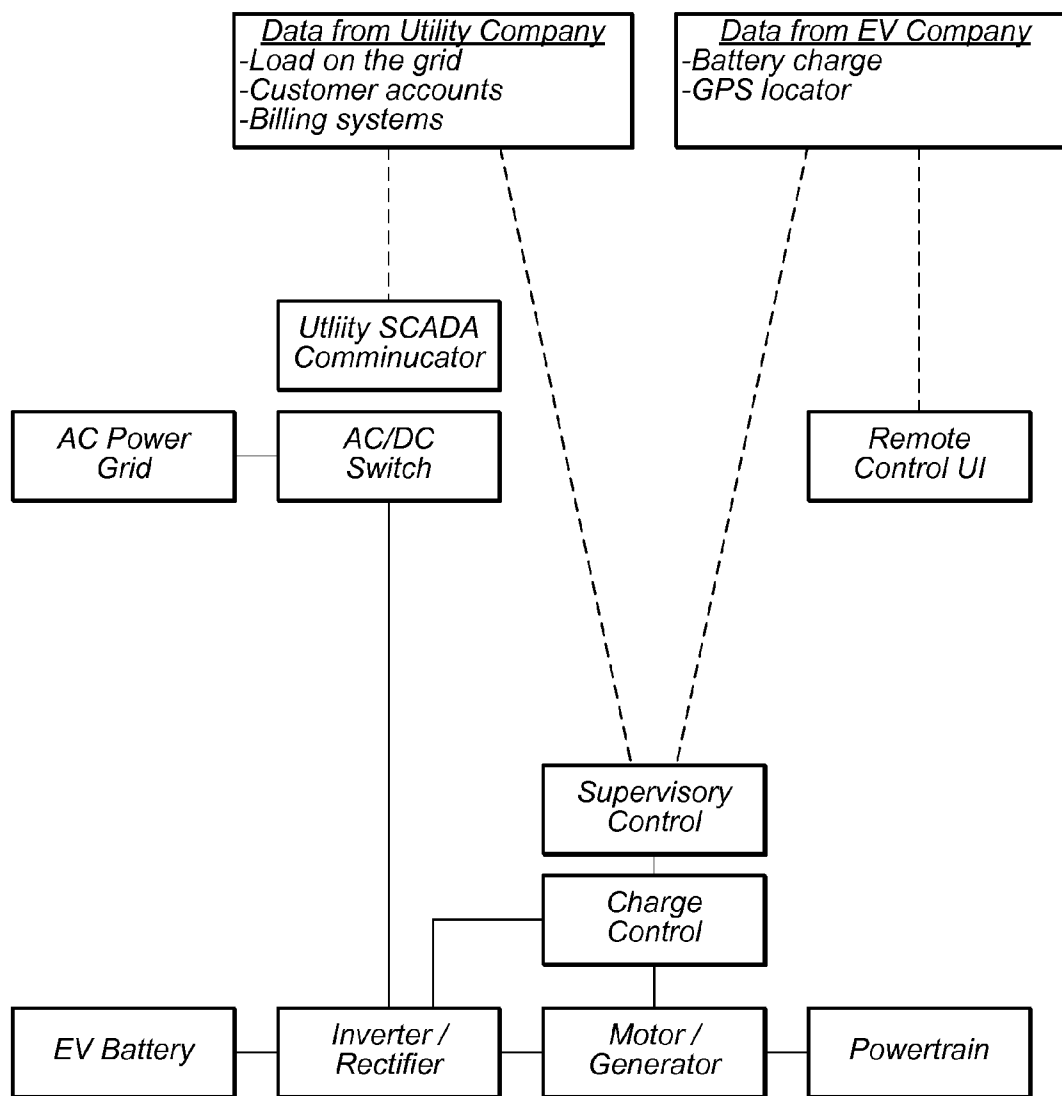 Data from Utility Company
-Load on the grid
-Customer accounts
-Billing systems
Data from EV Company
-Battery charge
-GPS locator
Utliity SCADA
Comminucator
AC Power
Grid
AC/DC
Switch
Remote
Control UI
Supervisory
Control
Charge
Control
EV Battery
Inverter /
Rectifier
Motor /
Generator
Powertrain